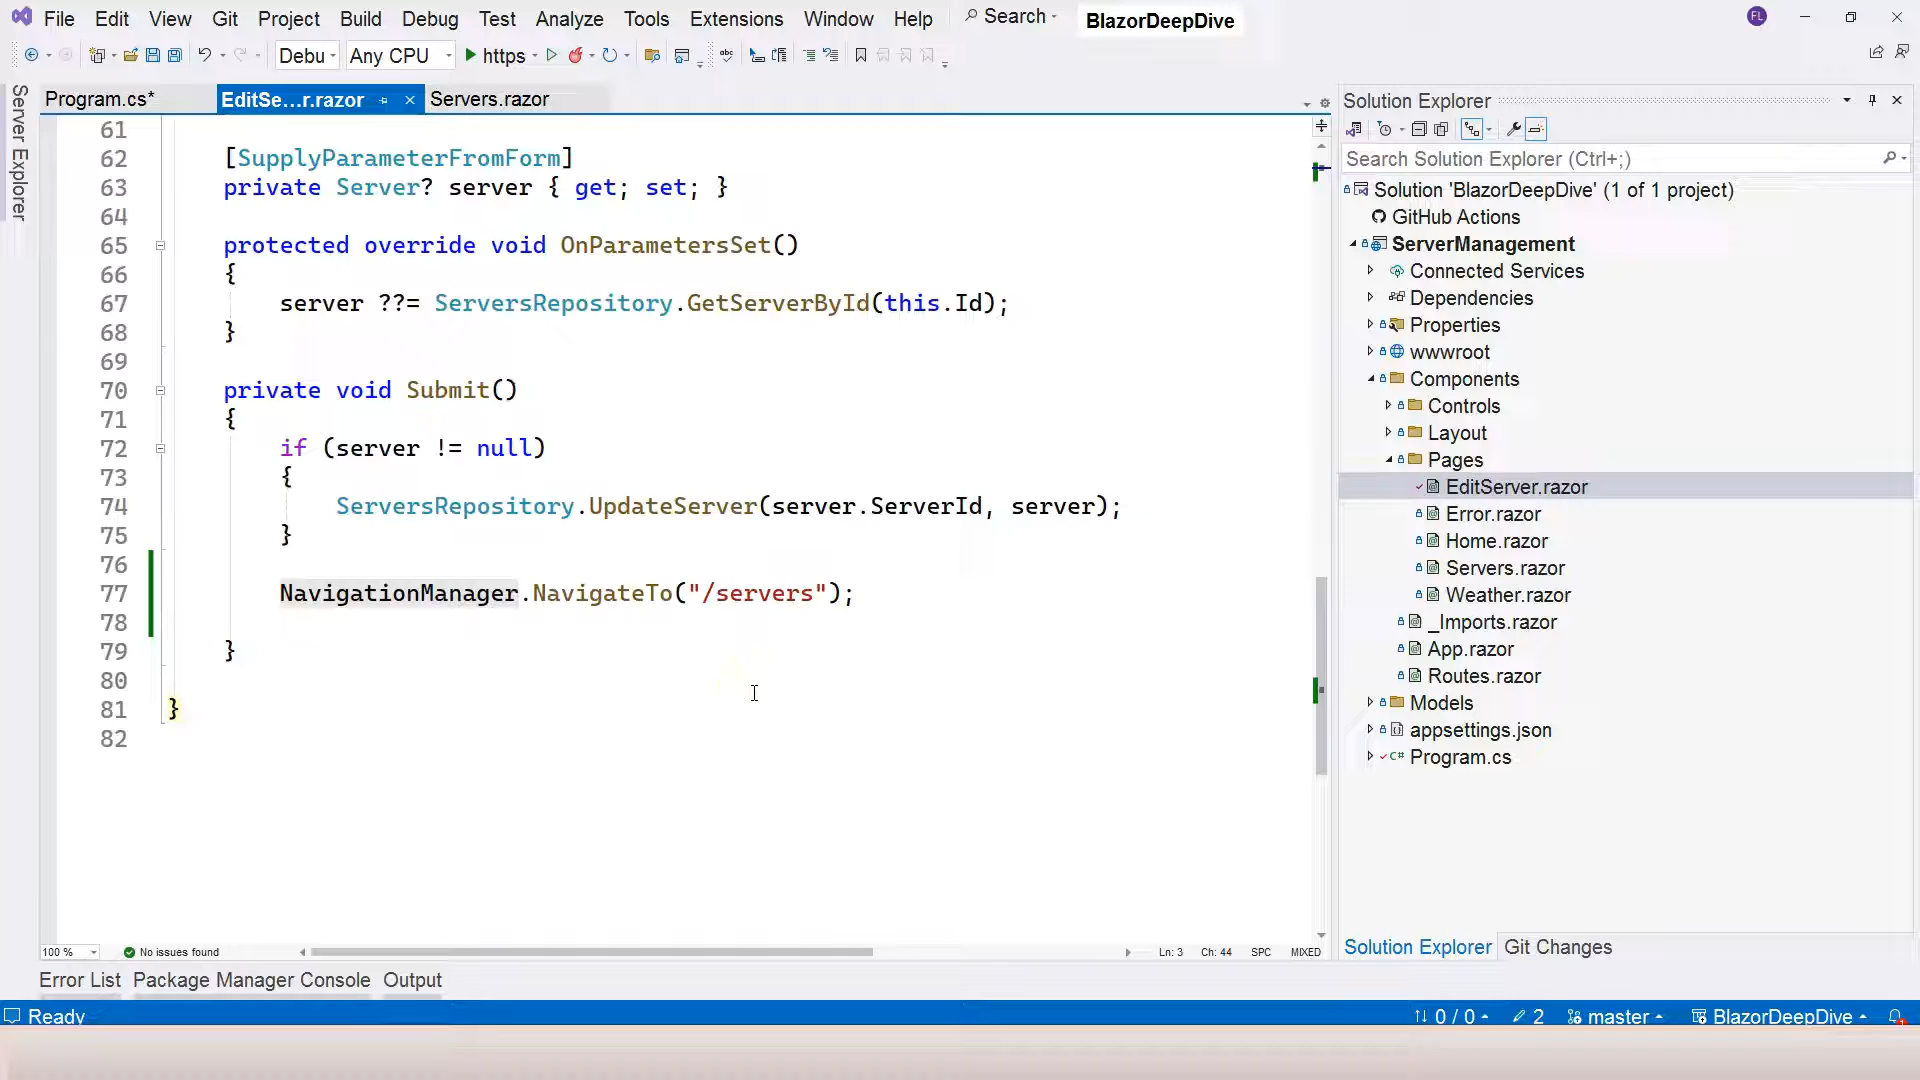 File Edit View Git Project Build Debug Test Analyze Tools Extensions Window Help Search BlazorDeepDive FL
Debu Any CPU https
Server Explorer
Program.cs* EditSe...r.razor Servers.razor
61
62 [SupplyParameterFromForm]
63 private Server? server { get; set; }
64
65 protected override void OnParametersSet()
66 {
67 server ??= ServersRepository.GetServerById(this.Id);
68 }
69
70 private void Submit()
71 {
72 if (server != null)
73 {
74 ServersRepository.UpdateServer(server.ServerId, server);
75 }
76
77 NavigationManager.NavigateTo("/servers");
78
79 }
80
81 }
82
100 % No issues found Ln: 3 Ch: 44 SPC MIXED
Error List Package Manager Console Output
Solution Explorer
Search Solution Explorer (Ctrl+;)
Solution 'BlazorDeepDive' (1 of 1 project)
GitHub Actions
ServerManagement
Connected Services
Dependencies
Properties
wwwroot
Components
Controls
Layout
Pages
EditServer.razor
Error.razor
Home.razor
Servers.razor
Weather.razor
_Imports.razor
App.razor
Routes.razor
Models
appsettings.json
C# Program.cs
Solution Explorer Git Changes
Ready 0 / 0 2 master BlazorDeepDive